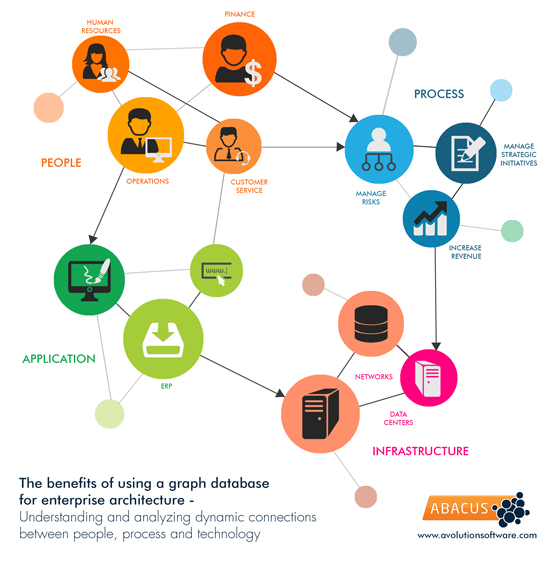 FINANCE
HUMAN
RESOURCES
PROCESS
MANAGE
STRATEGIC
INITIATIVES
PEOPLE
OPERATIONS
CUSTOMER
SERVICE
MANAGE
RISKS
INCREASE
REVENUE
www.
APPLICATION
ERP
NETWORKS
DATA
CENTERS
INFRASTRUCTURE
The benefits of using a graph database
for enterprise architecture -
Understanding and analyzing dynamic connections
between people, process and technology
ABACUS
www.avolutionsoftware.com